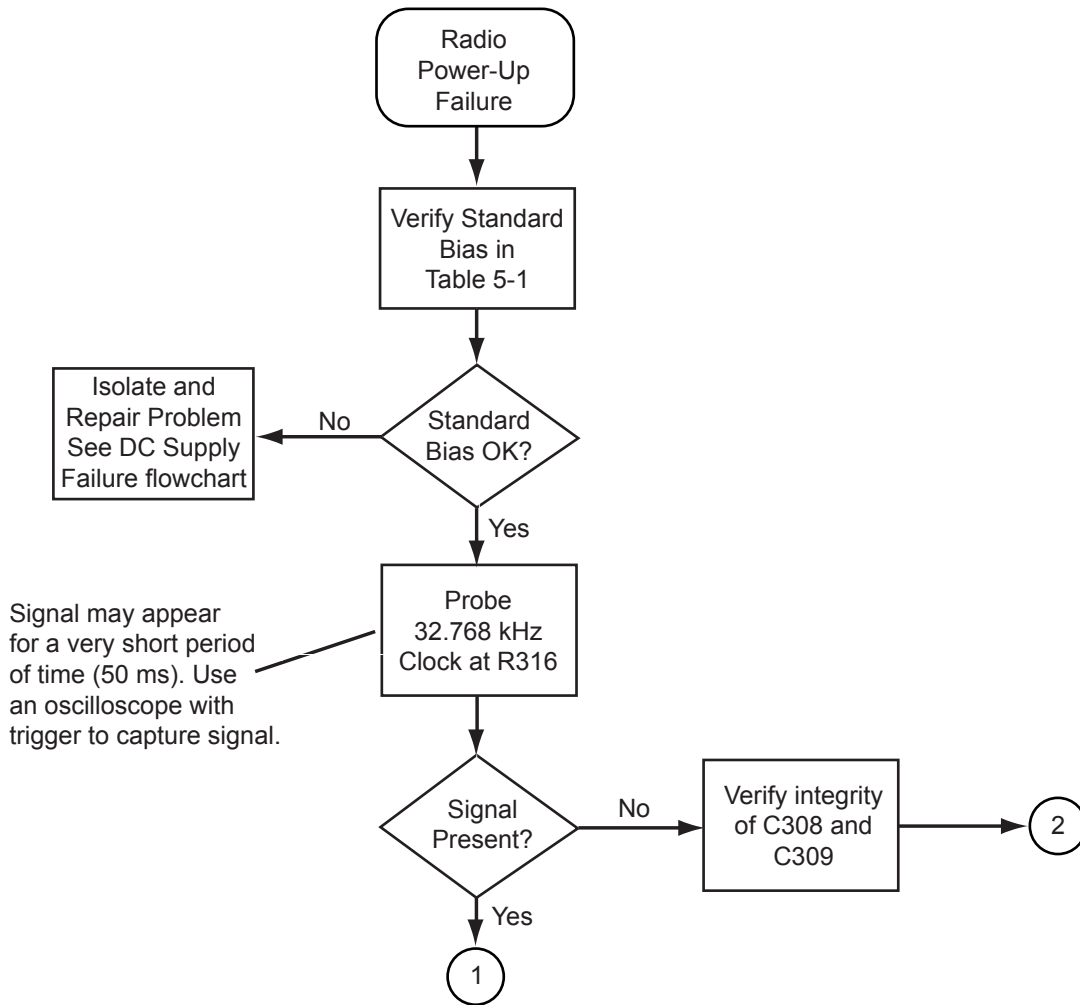 Radio
Power-Up
Failure
Verify Standard
Bias in
Table 5-1
Isolate and
Repair Problem
See DC Supply
Failure flowchart
No
Standard
Bias OK?
Yes
Signal may appear
for a very short period
of time (50 ms). Use
an oscilloscope with
trigger to capture signal.
Probe
32.768 kHz
Clock at R316
Signal
Present?
No
Verify integrity
of C308 and
C309
2
Yes
1